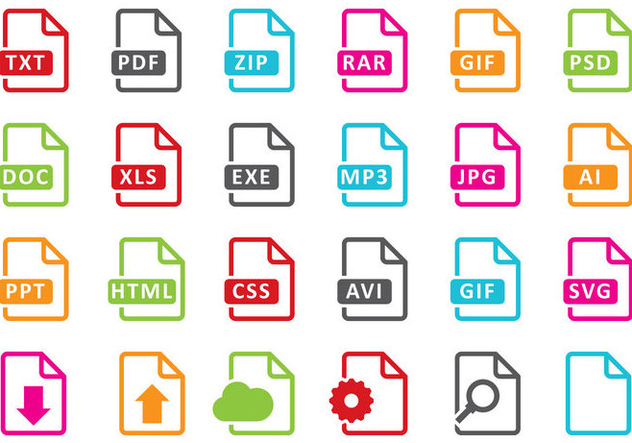 TXT PDF ZIP RAR GIF PSD
DOC XLS EXE MP3 JPG AI
PPT HTML CSS AVI GIF SVG